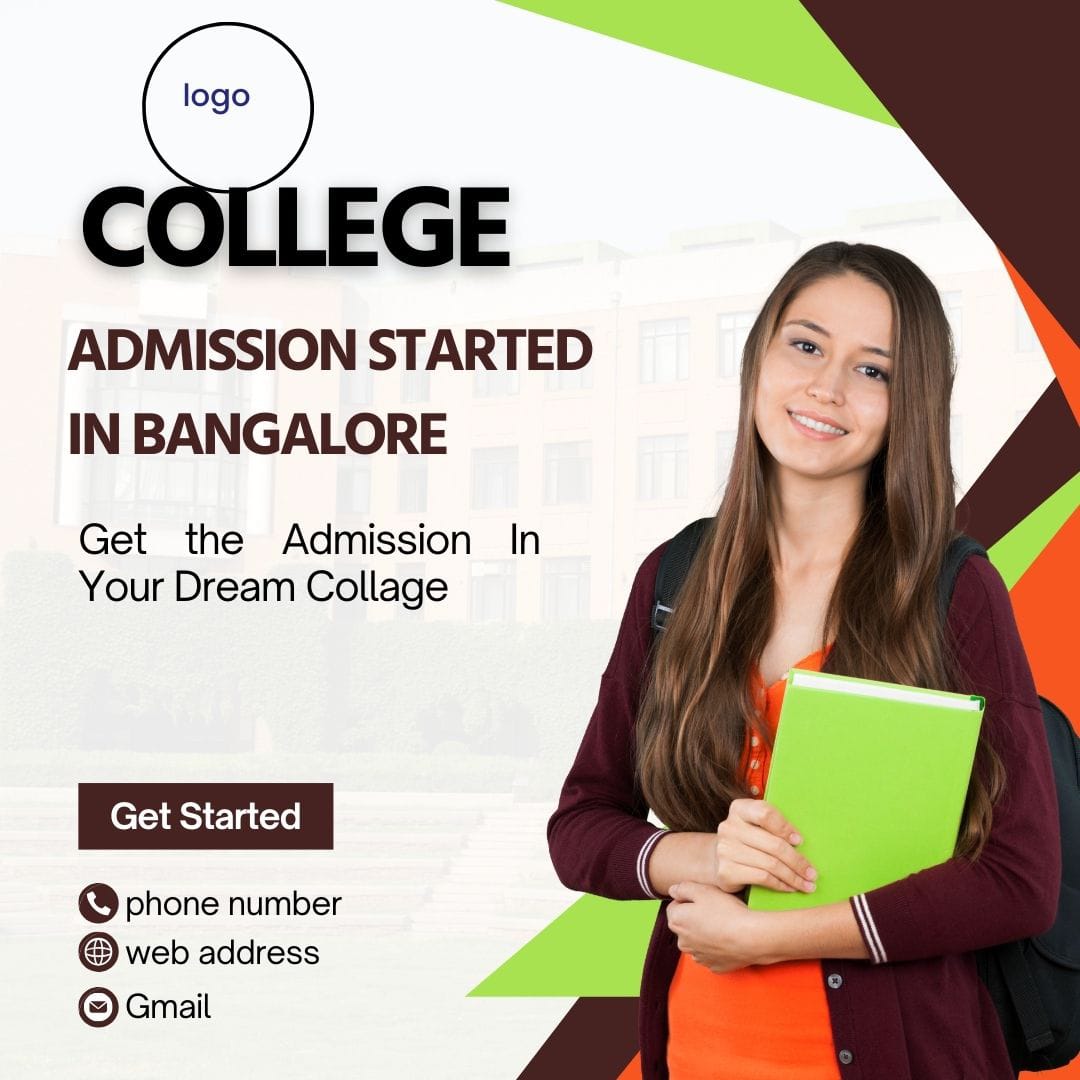 logo
COLLEGE
ADMISSION STARTED
IN BANGALORE
Get the Admission In
Your Dream Collage
Get Started
phone number
web address
Gmail